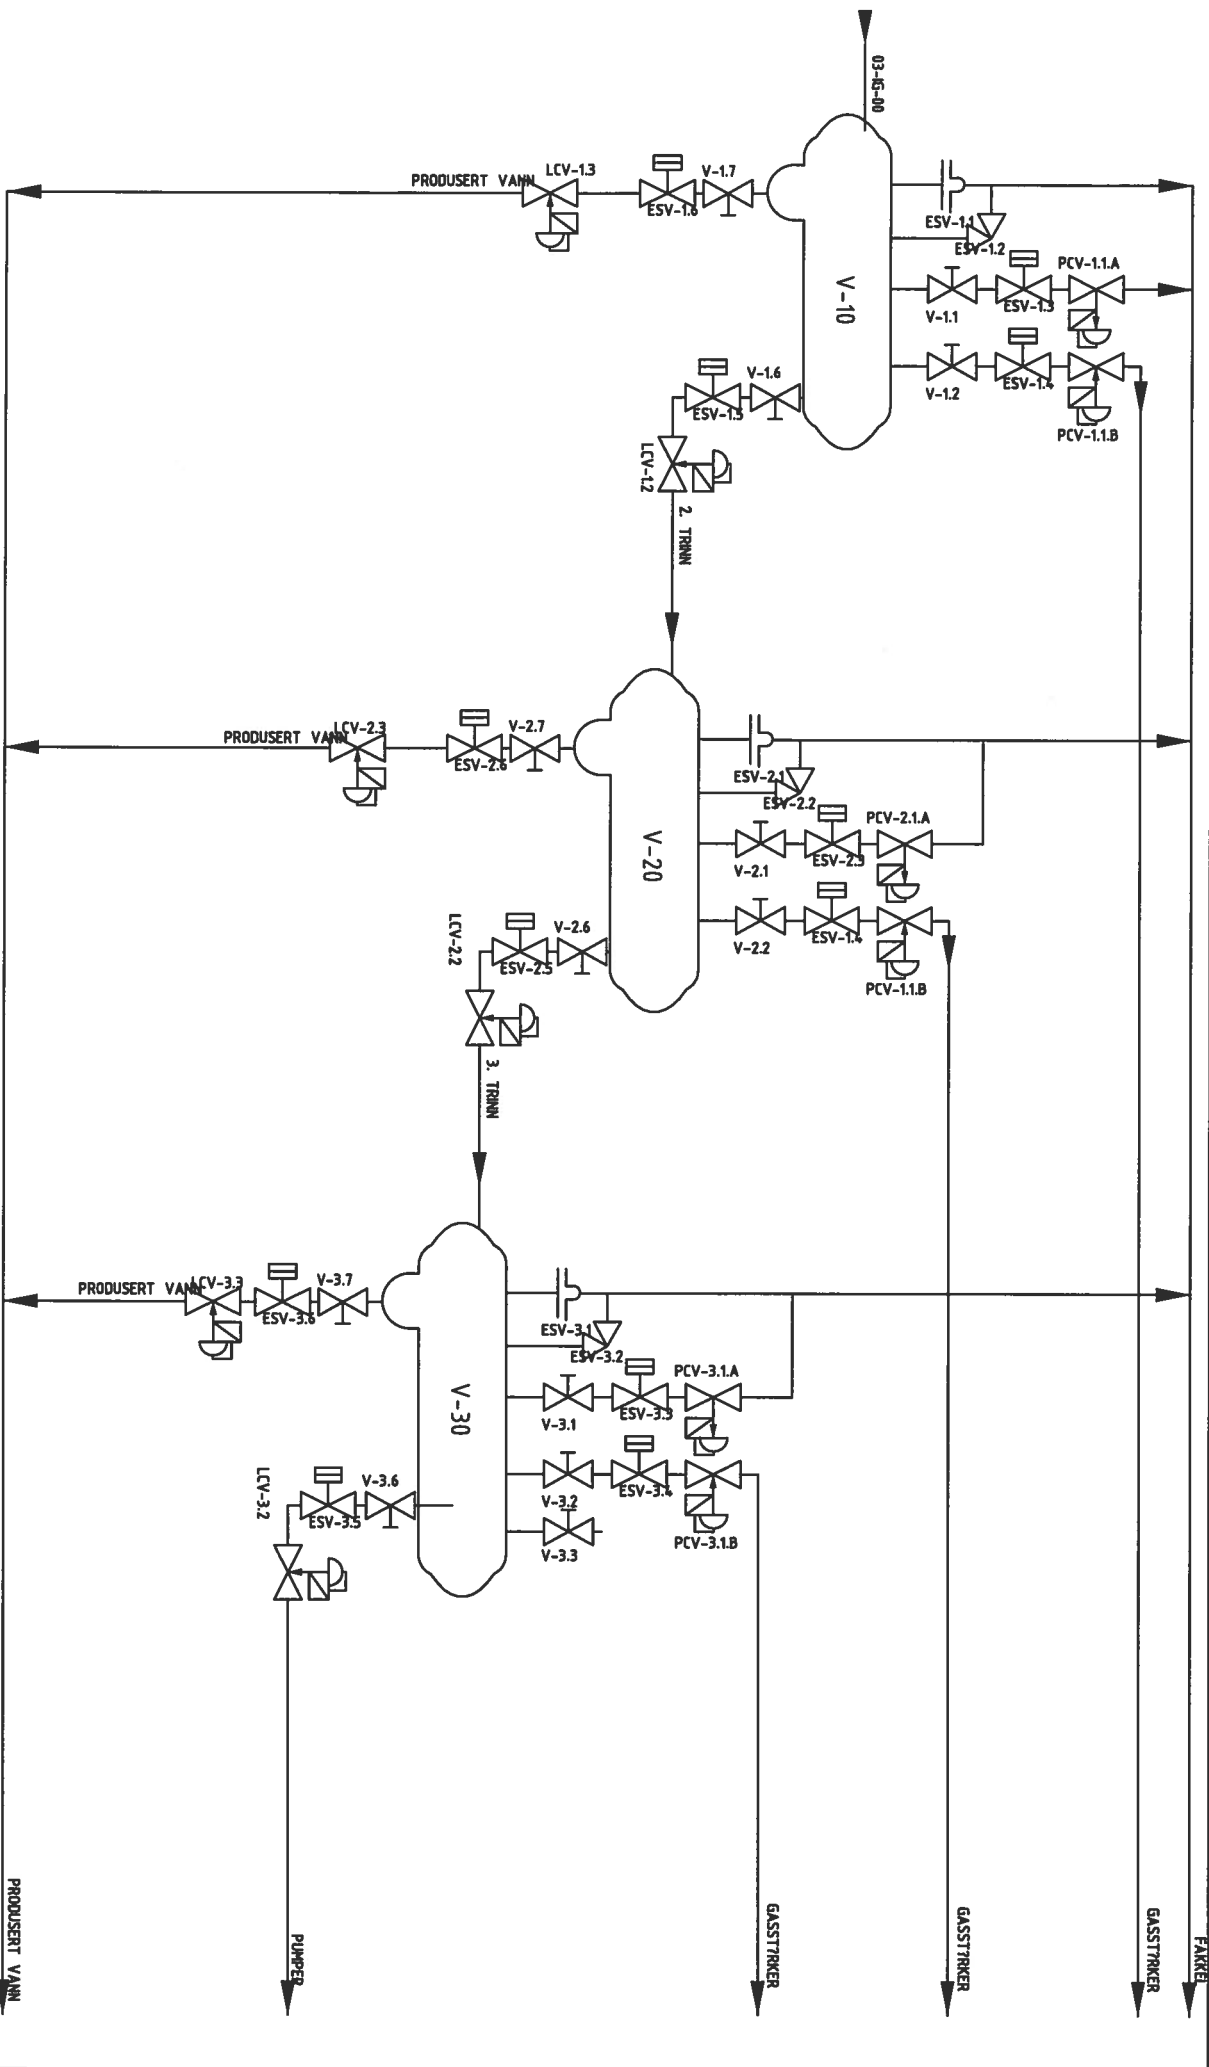 03-IG-00
LCV-1.3
V-1.7
PRODUSERT VANN
ESV-1.6
ESV-1.1
ESV-1.2
PCV-1.1.A
V-10
ESV-1.3
V-1.1
V-1.6
ESV-1.4
V-1.2
ESV-1.5
PCV-1.1.B
LCV-1.2
2. TRINN
LCV-2.3
V-2.7
PRODUSERT VANN
ESV-2.6
ESV-2.1
ESV-2.2
PCV-2.1.A
V-20
ESV-2.3
V-2.1
LCV-2.2
V-2.6
ESV-1.4
V-2.2
ESV-2.5
PCV-1.1.B
3. TRINN
LCV-3.3
V-3.7
PRODUSERT VANN
ESV-3.6
ESV-3.1
ESV-3.2
PCV-3.1.A
V-30
ESV-3.3
V-3.1
LCV-3.2
V-3.6
ESV-3.4
V-3.2
ESV-3.5
PCV-3.1.B
V-3.3
PRODUSERT VANN
PUMPER
GASST?RKER
GASST?RKER
GASST?RKER
FAKKEL